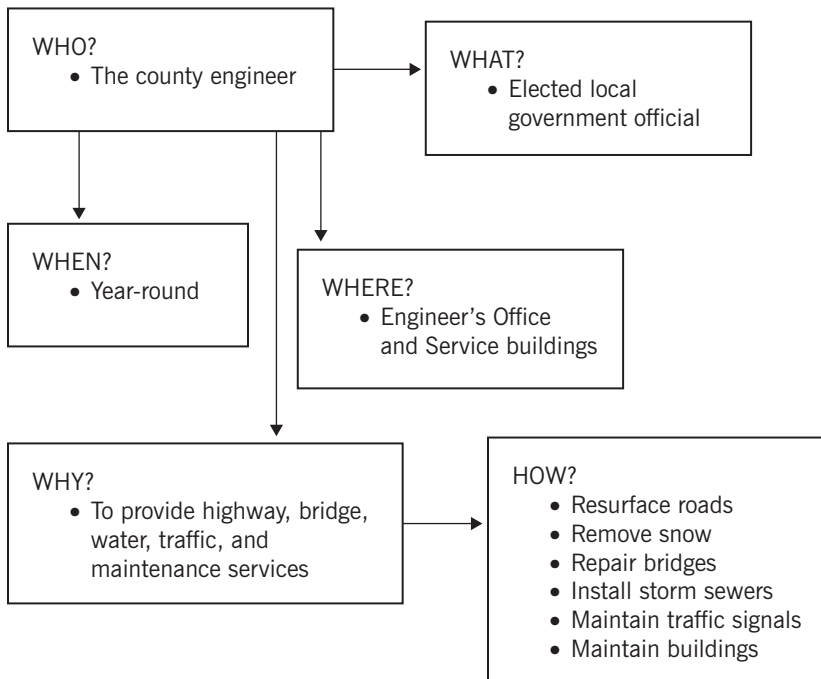 WHO?
• The county engineer
WHAT?
• Elected local
government official
WHEN?
• Year-round
WHERE?
• Engineer’s Office
and Service buildings
WHY?
• To provide highway, bridge,
water, traffic, and
maintenance services
HOW?
• Resurface roads
• Remove snow
• Repair bridges
• Install storm sewers
• Maintain traffic signals
• Maintain buildings